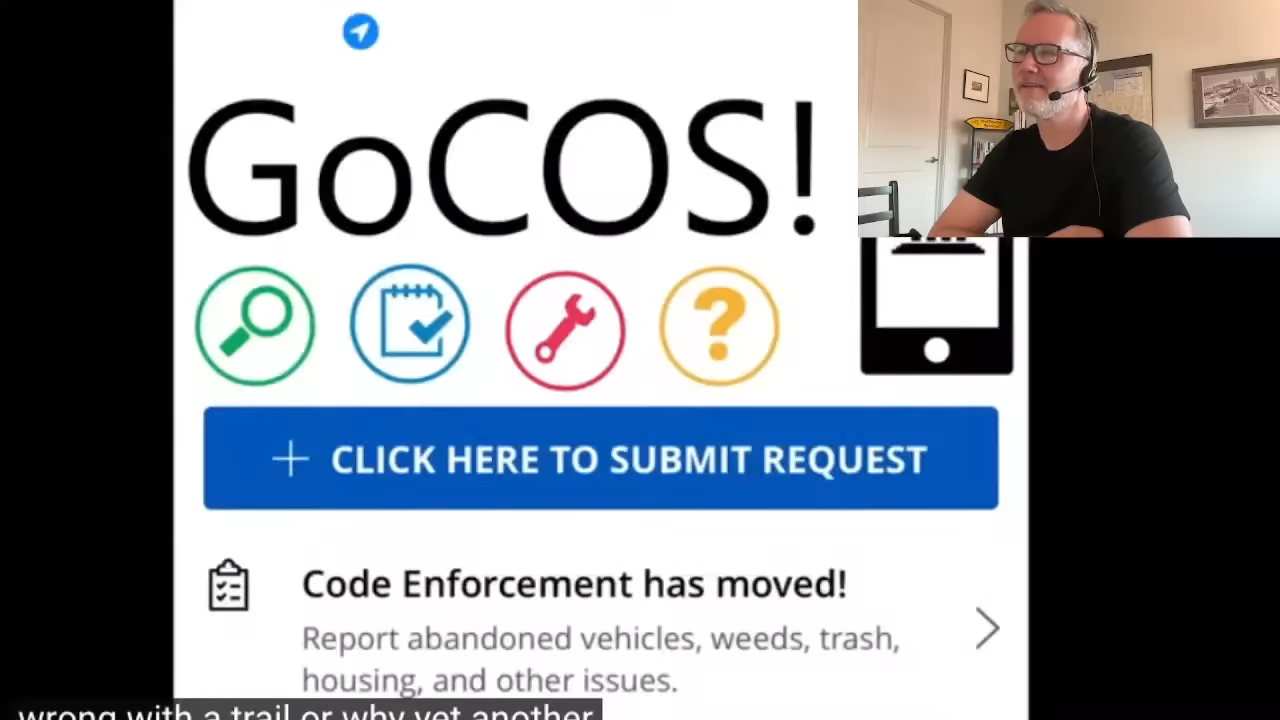 GoCOS!
?
+ CLICK HERE TO SUBMIT REQUEST
Code Enforcement has moved!
Report abandoned vehicles, weeds, trash,
housing, and other issues.
wrong with a trail or why yet another